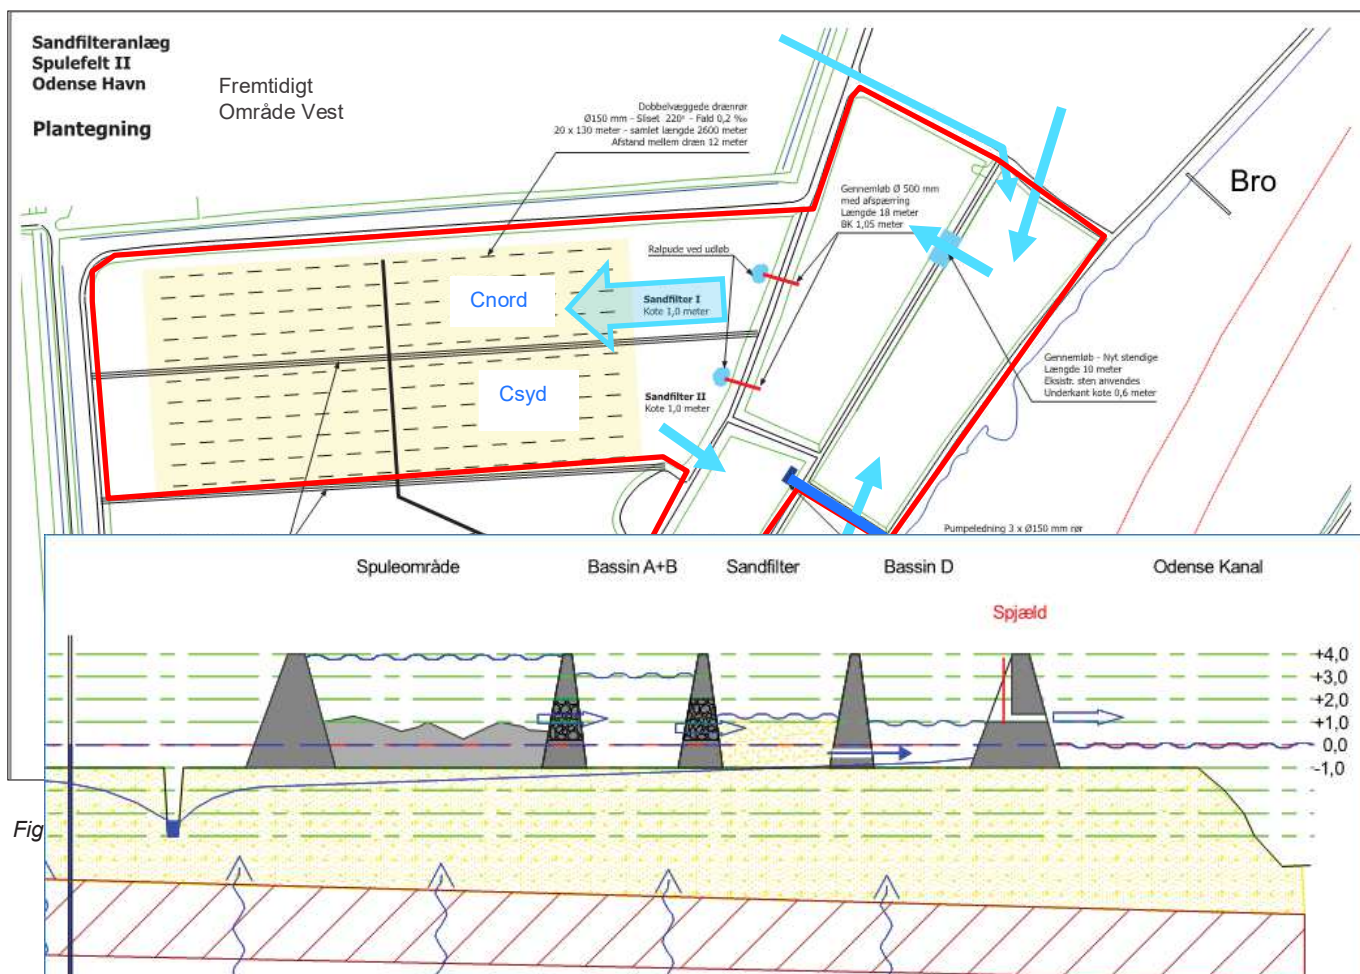 Sandfilteranlæg
Spulefelt II
Odense Havn
Plantegning
Fremtidigt
Område Vest
Dobbelvæggede drænrør
Ø150 mm - Sliset 220° - Fald 0,2 ‰
20 x 130 meter - samlet længde 2600 meter
Afstand mellem dræn 12 meter
Gennemløb Ø 500 mm
med afspærring
Længde 18 meter
BK 1,05 meter
Bro
Ralpude ved udløb
Cnord
Sandfilter I
Kote 1,0 meter
Csyd
Sandfilter II
Kote 1,0 meter
Gennemløb - Nyt stendige
Længde 10 meter
Eksistr. sten anvendes
Underkant kote 0,6 meter
Pumpeledning 3 x Ø150 mm rør
Spuleområde
Bassin A+B
Sandfilter
Bassin D
Odense Kanal
Spjæld
+4,0
+3,0
+2,0
+1,0
0,0
-1,0
Fig